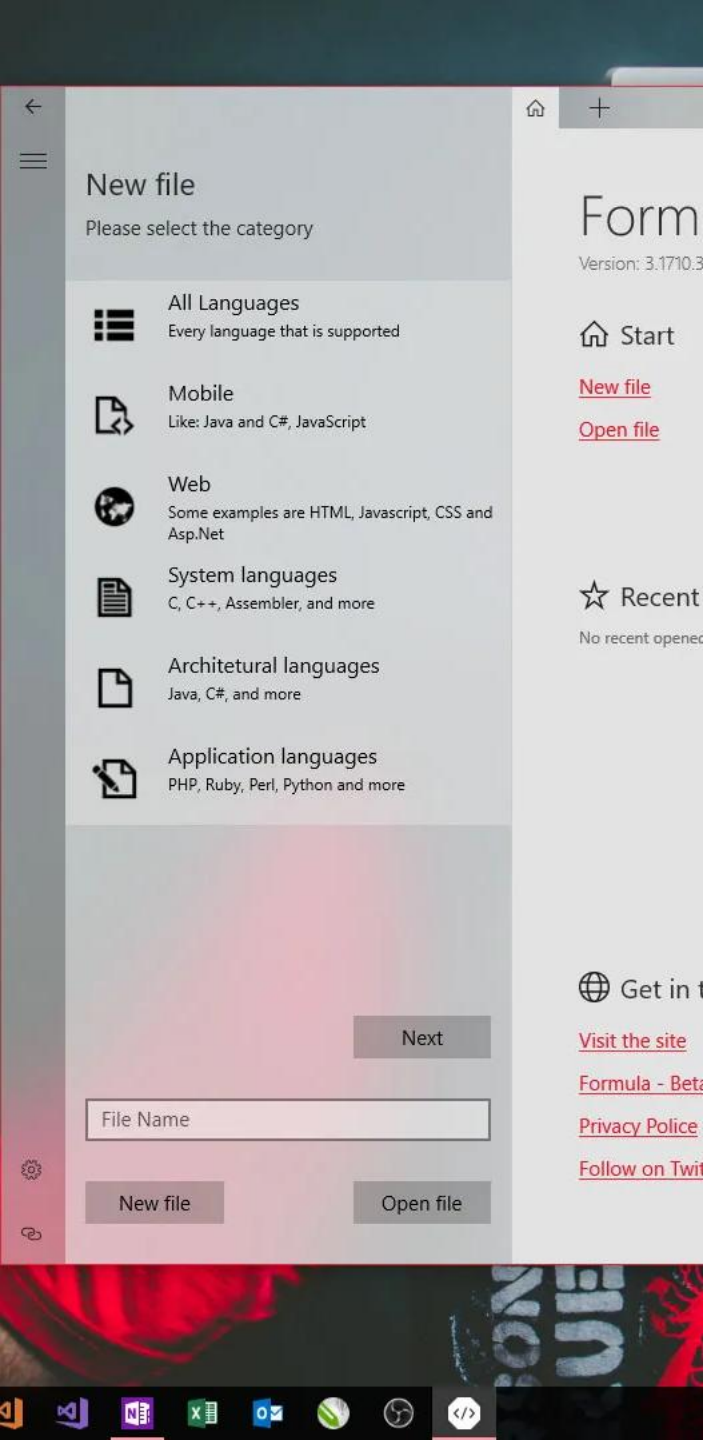 New file
Please select the category
All Languages
Every language that is supported
Mobile
Like: Java and C#, JavaScript
Web
Some examples are HTML, Javascript, CSS and
Asp.Net
System languages
C, C++, Assembler, and more
Architetural languages
Java, C#, and more
Application languages
PHP, Ruby, Perl, Python and more
Next
File Name
New file
Open file
Form
Version: 3.1710.3
Start
New file
Open file
Recent
No recent opened
Get in t
Visit the site
Formula - Beta
Privacy Police
Follow on Twit